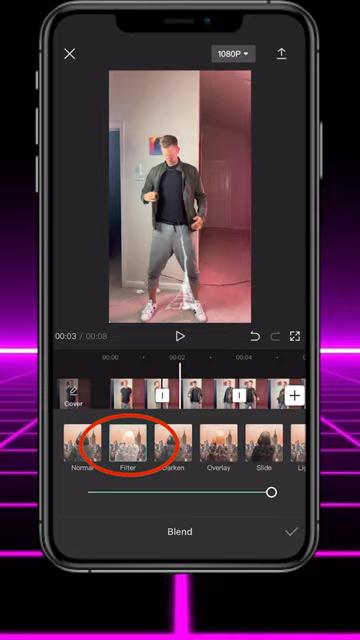 1080P
00:03 / 00:08
00:00
00:02
00:04
Cover
Normal
Filter
Darken
Overlay
Slide
Blend